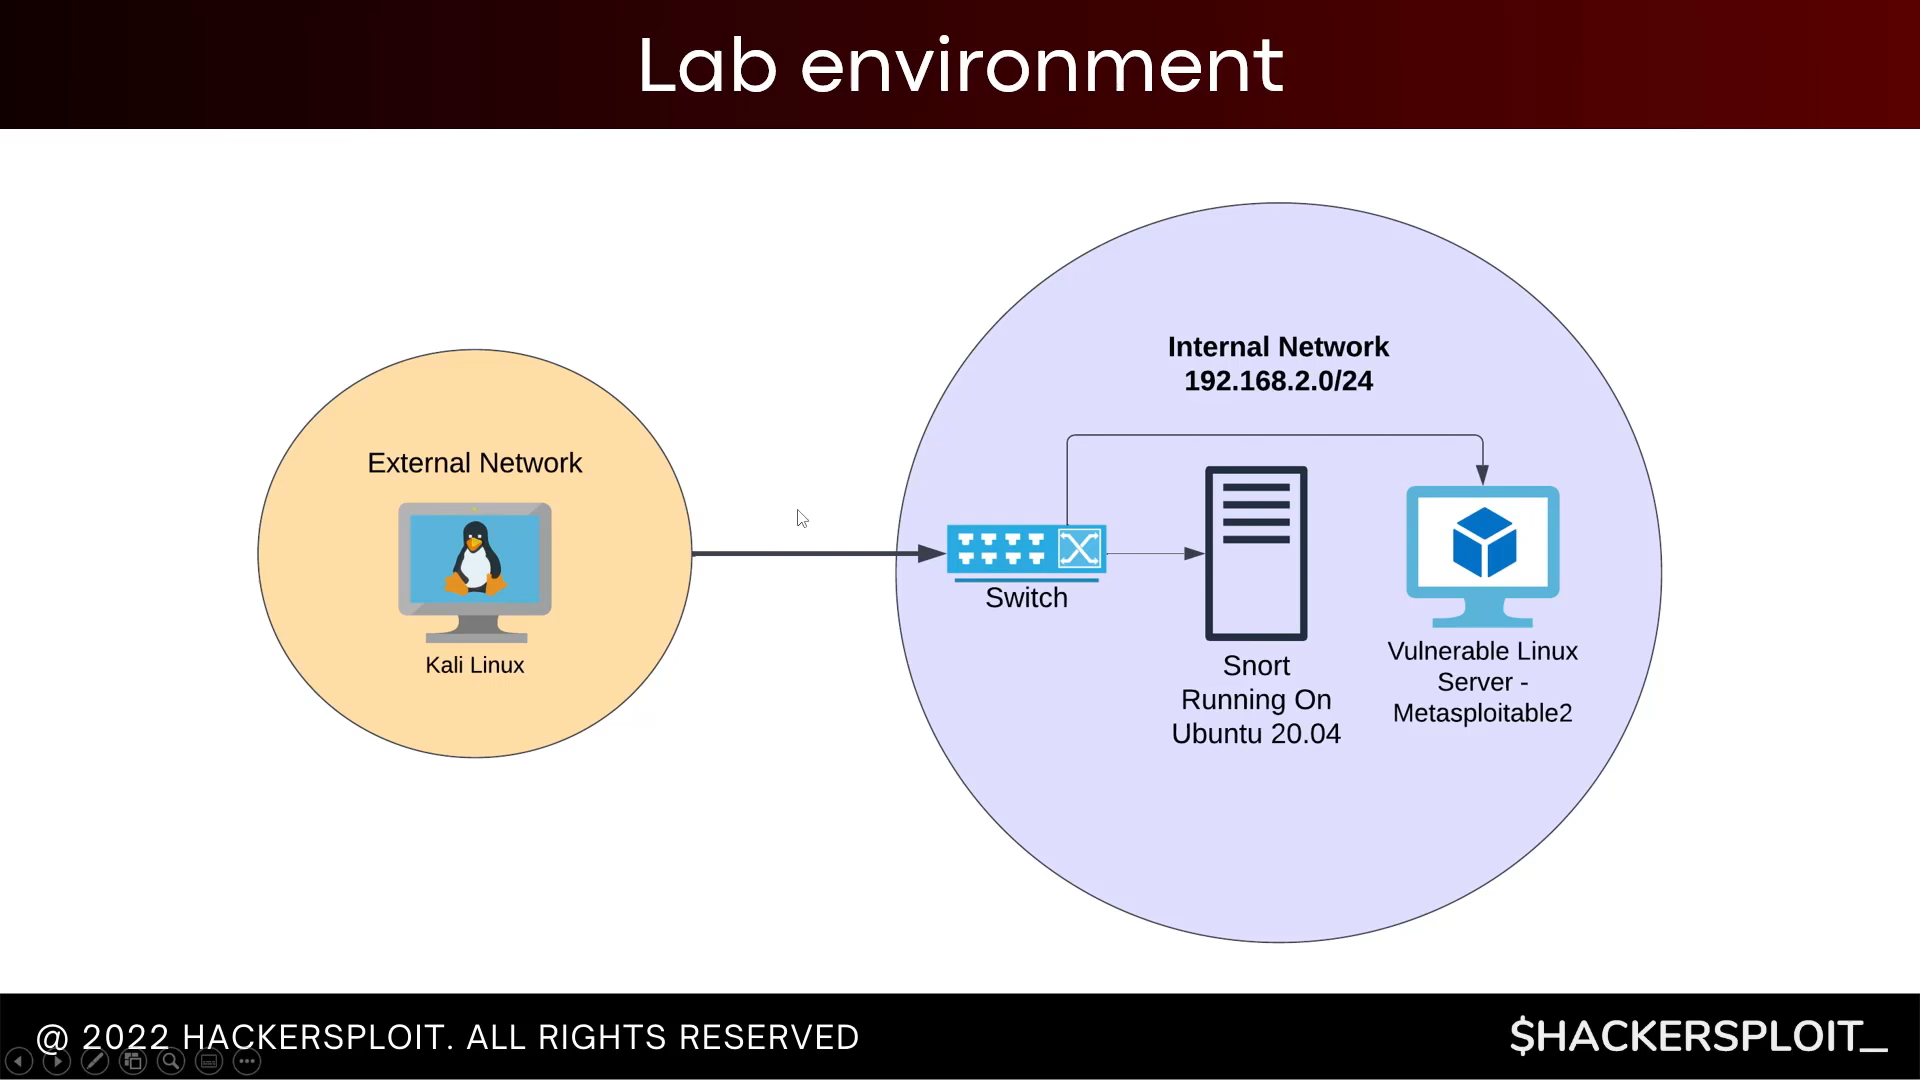 Lab environment
External Network
Kali Linux
Internal Network
192.168.2.0/24
Switch
Snort
Running On
Ubuntu 20.04
Vulnerable Linux
Server -
Metasploitable2
@ 2022 HACKERSPLOIT. ALL RIGHTS RESERVED
$HACKERSPLOIT_